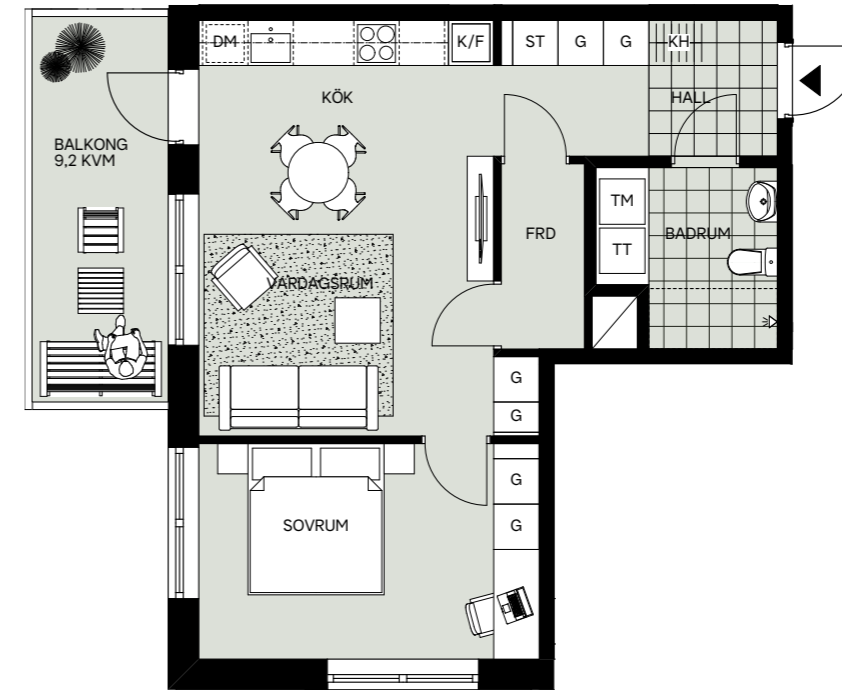 DM
K/F
ST
G
G
KH
KÖK
HALL
BALKONG
9,2 KVM
TM
FRD
BADRUM
TT
VARDAGSRUM
G
G
G
SOVRUM
G